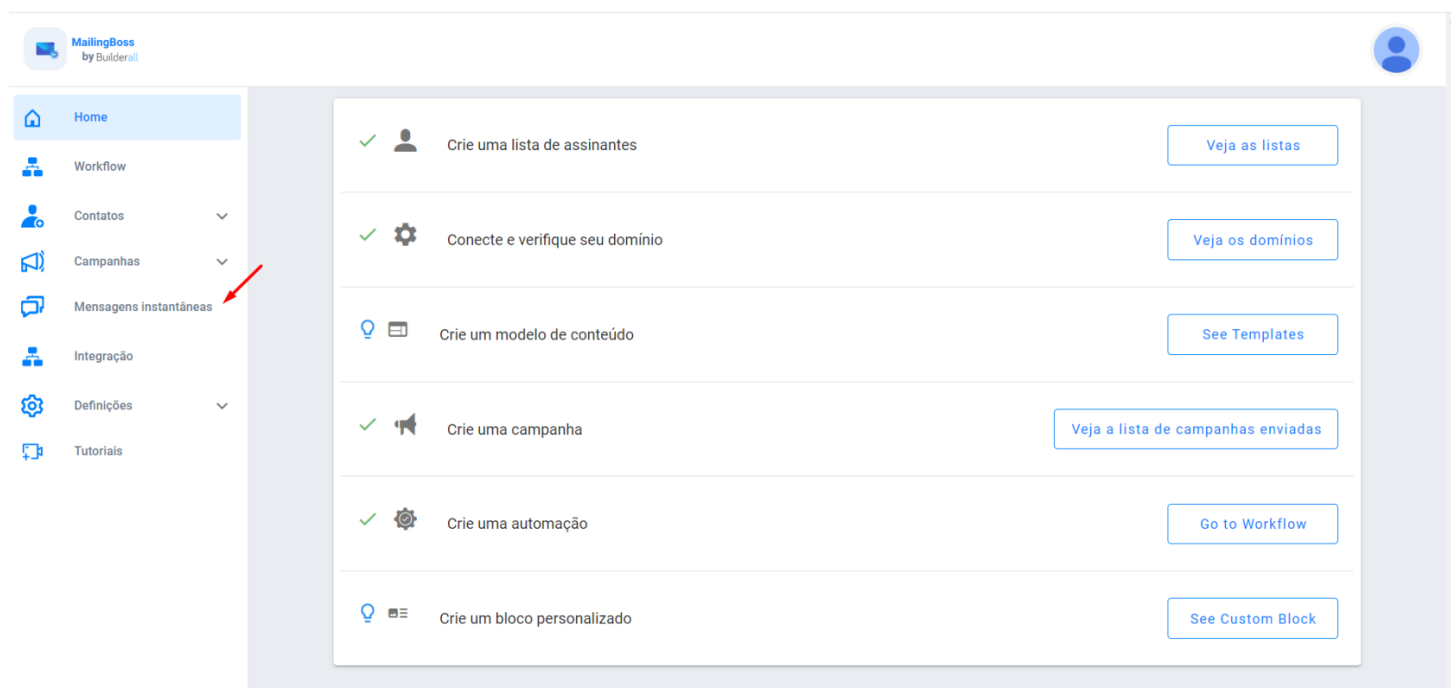 MailingBoss
by Builderall
Home
Workflow
Contatos
Campanhas
Mensagens instantâneas
Integração
Definições
Tutoriais
Crie uma lista de assinantes
Veja as listas
Conecte e verifique seu domínio
Veja os domínios
Crie um modelo de conteúdo
See Templates
Crie uma campanha
Veja a lista de campanhas enviadas
Crie uma automação
Go to Workflow
Crie um bloco personalizado
See Custom Block